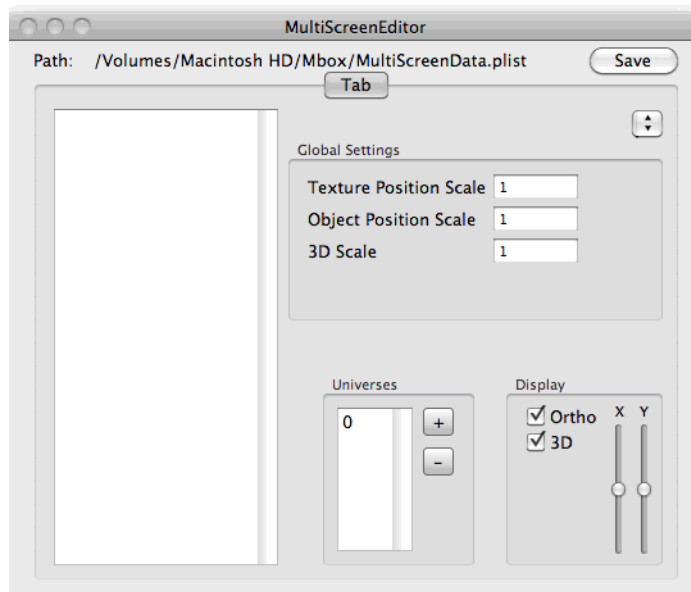 MultiScreenEditor
Path: /Volumes/Macintosh HD/Mbox/MultiScreenData.plist Save
Tab
Global Settings
Texture Position Scale 1
Object Position Scale 1
3D Scale 1
Universes
0
+
-
Display
Ortho
3D
X Y